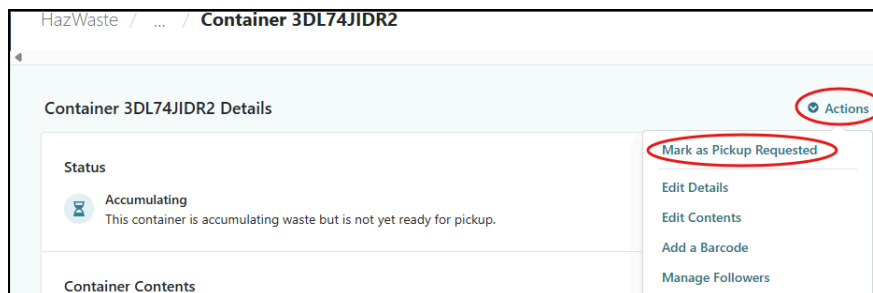 HazWaste / ... / Container 3DL74JIDR2
Container 3DL74JIDR2 Details
Actions
Mark as Pickup Requested
Status
Edit Details
Accumulating
This container is accumulating waste but is not yet ready for pickup.
Edit Contents
Add a Barcode
Manage Followers
Container Contents